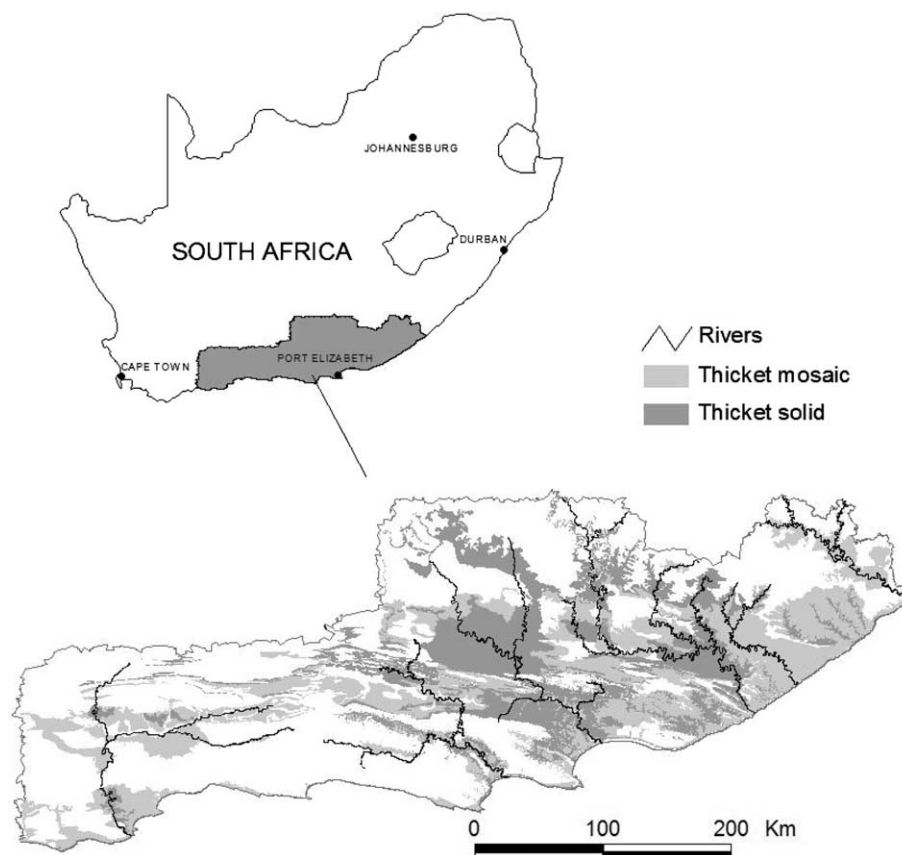 JOHANNESBURG
DURBAN
SOUTH AFRICA
PORT ELIZABETH
CAPE TOWN
Rivers
Thicket mosaic
Thicket solid
0 100 200 Km